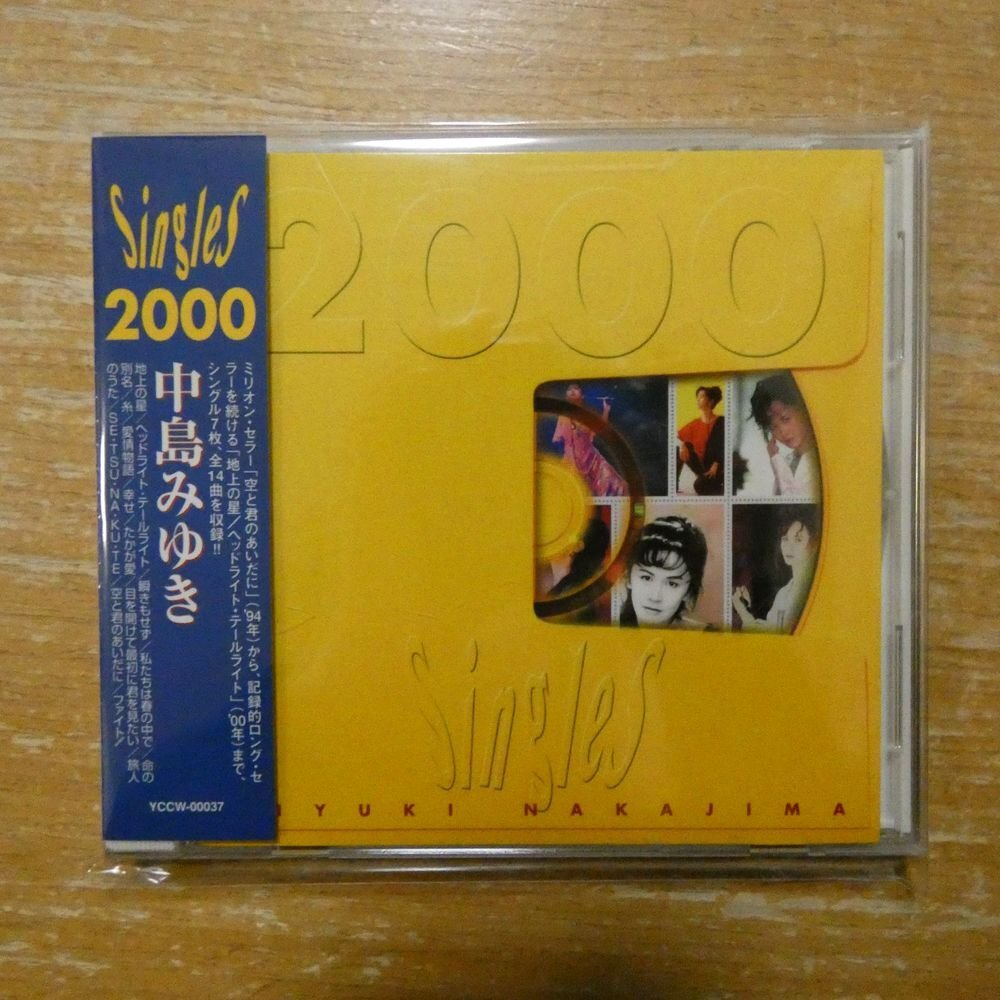 Singles
2000
中島みゆき
ミリオン・セラー「空と君のあいだに」('94年)から、記録的ロング・セ
ラーを続ける「地上の星/ヘッドライト・テールライト」('00年)まで、
シングル7枚、全14曲を収録!!
地上の星/ヘッドライト・テールライト/瞬きもせず/私たちは春の中で/命の
別名/糸/愛情物語/幸せ/たかが愛/目を開けて最初に君を見たい/旅人
のうた/SE・TSU・NA・KU・TE/空と君のあいだに/ファイト!
YCCW-00037
2000
Singles
IYUKI NAKAJIMA